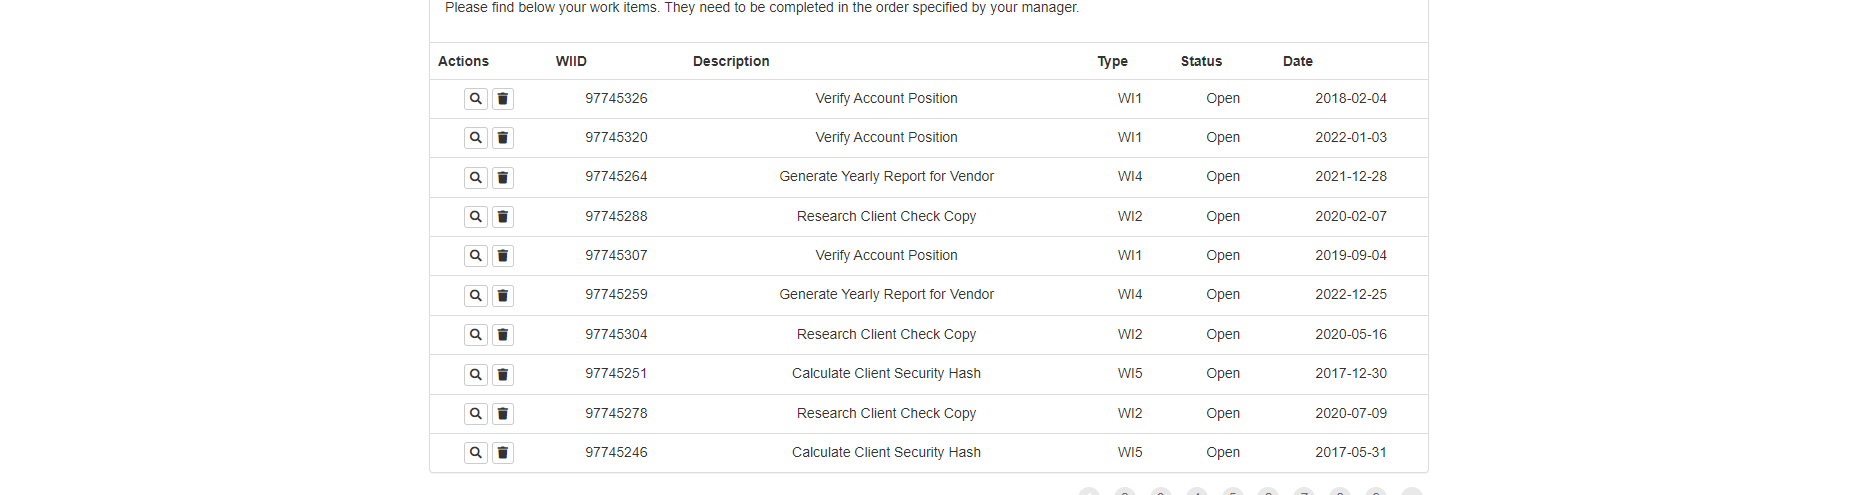 Please find below your work items. They need to be completed in the order specified by your manager.
Actions WIID Description Type Status Date
97745326 Verify Account Position WI1 Open 2018-02-04
97745320 Verify Account Position WI1 Open 2022-01-03
97745264 Generate Yearly Report for Vendor WI4 Open 2021-12-28
97745288 Research Client Check Copy WI2 Open 2020-02-07
97745307 Verify Account Position WI1 Open 2019-09-04
97745259 Generate Yearly Report for Vendor WI4 Open 2022-12-25
97745304 Research Client Check Copy WI2 Open 2020-05-16
97745251 Calculate Client Security Hash WI5 Open 2017-12-30
97745278 Research Client Check Copy WI2 Open 2020-07-09
97745246 Calculate Client Security Hash WI5 Open 2017-05-31